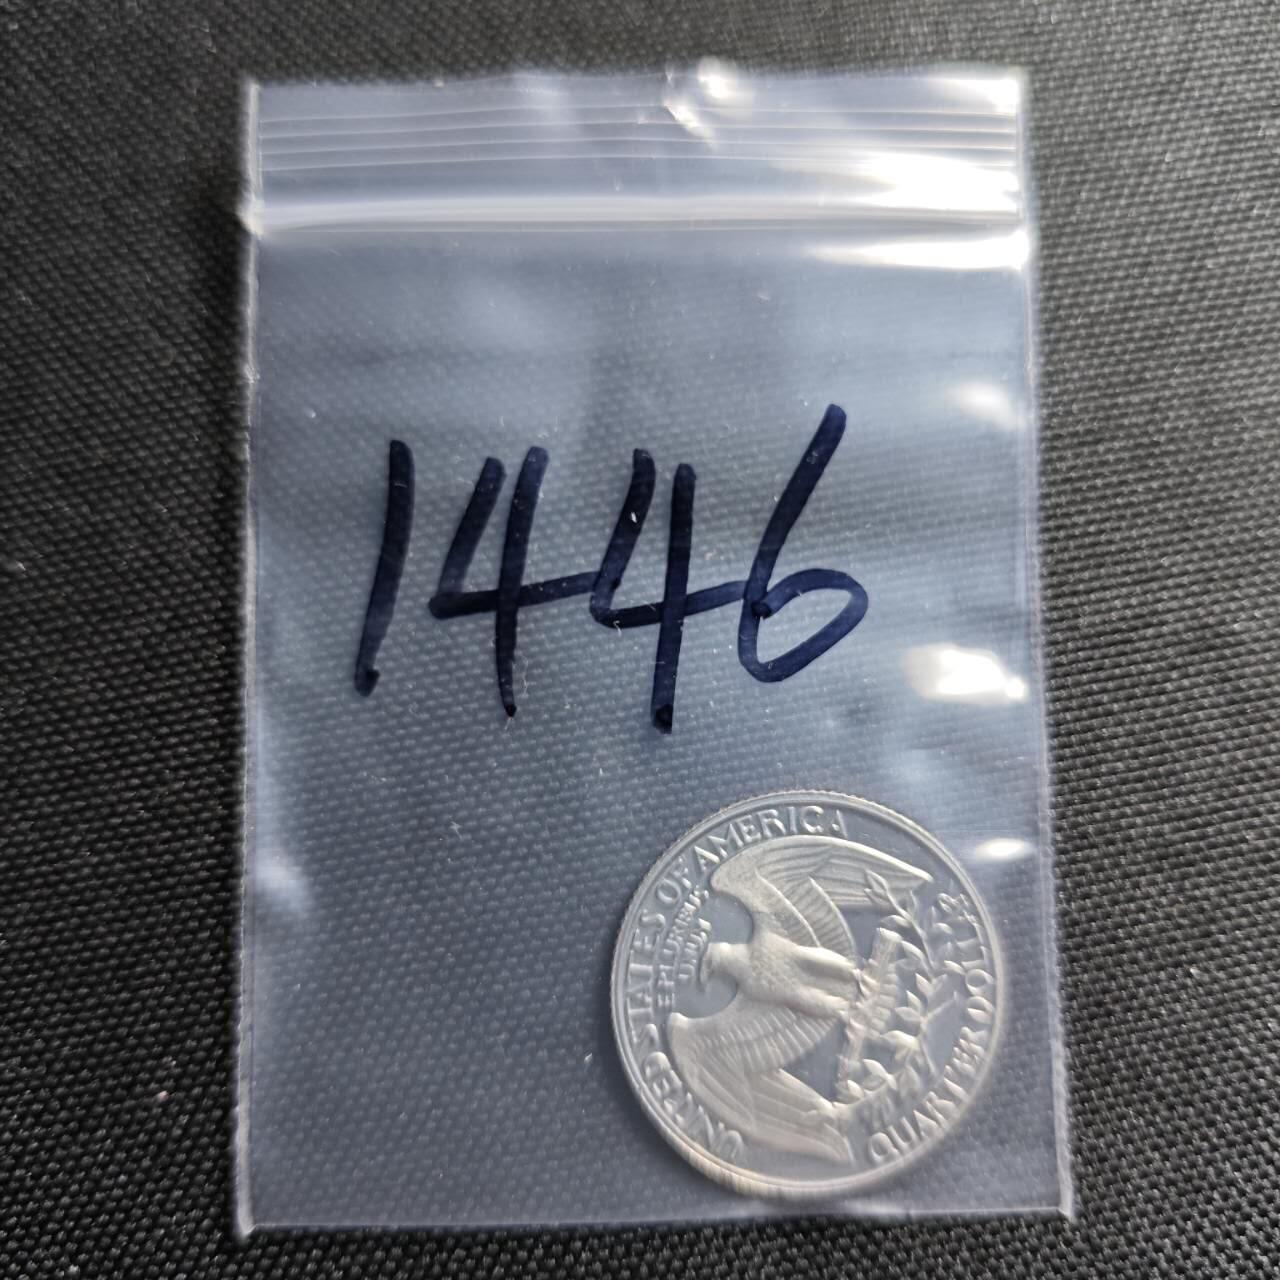 1446
UNITED STATES OF AMERICA
E PLURIBUS
UNUM
QUARTER DOLLAR